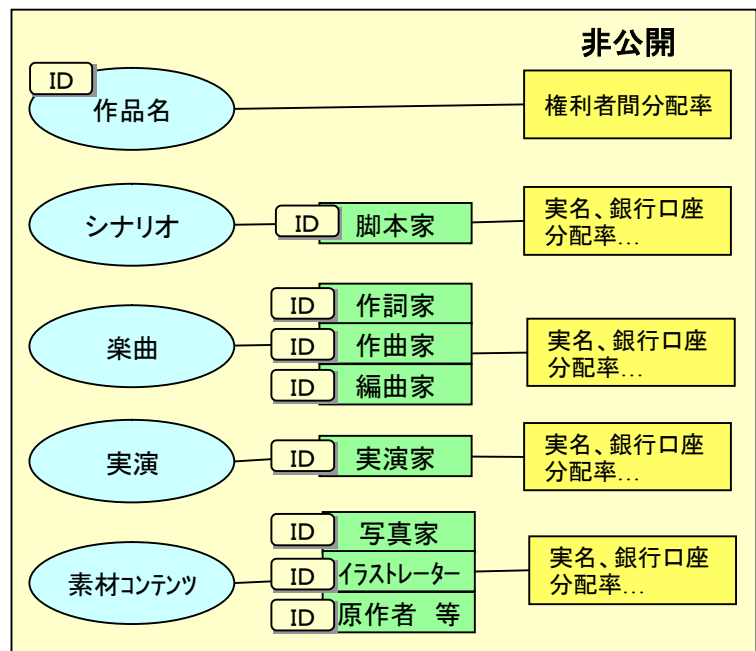 非公開
ID
作品名
権利者間分配率
シナリオ
ID
脚本家
実名、銀行口座
分配率…
楽曲
ID
作詞家
ID
作曲家
ID
編曲家
実名、銀行口座
分配率…
実演
ID
実演家
実名、銀行口座
分配率…
素材コンテンツ
ID
写真家
ID
イラストレーター
ID
原作者 等
実名、銀行口座
分配率…